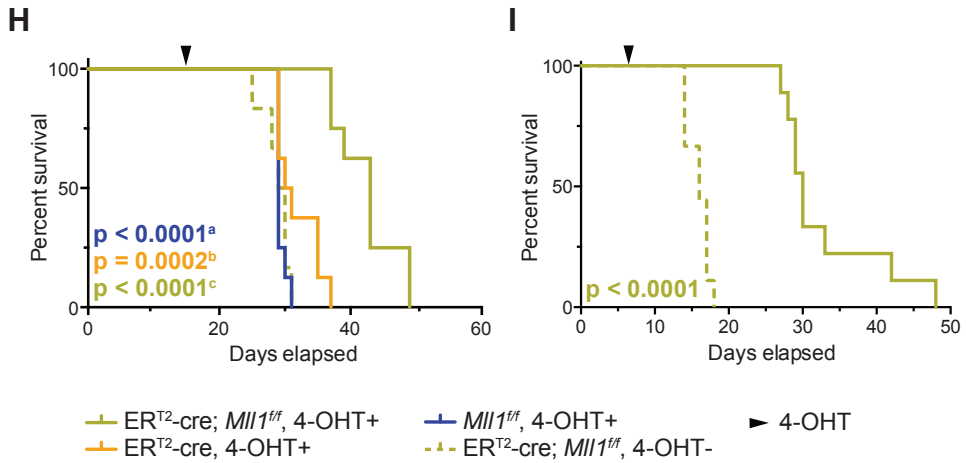 H
I
100
50
0
Percent survival
p < 0.0001ᵃ
p = 0.0002ᵇ
p < 0.0001ᶜ
0 20 40 60
Days elapsed
100
50
0
Percent survival
p < 0.0001
0 10 20 30 40 50
Days elapsed
ERᵀ²-cre; Mll1ᶠ/ᶠ, 4-OHT+ Mll1ᶠ/ᶠ, 4-OHT+ 4-OHT
ERᵀ²-cre, 4-OHT+ ERᵀ²-cre; Mll1ᶠ/ᶠ, 4-OHT-